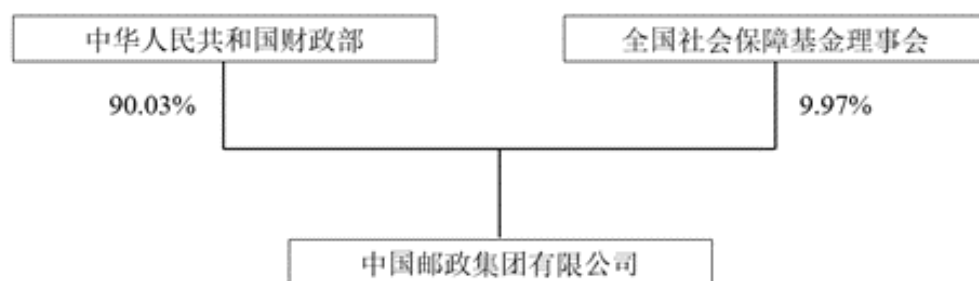 中华人民共和国财政部
全国社会保障基金理事会
90.03%
9.97%
中国邮政集团有限公司